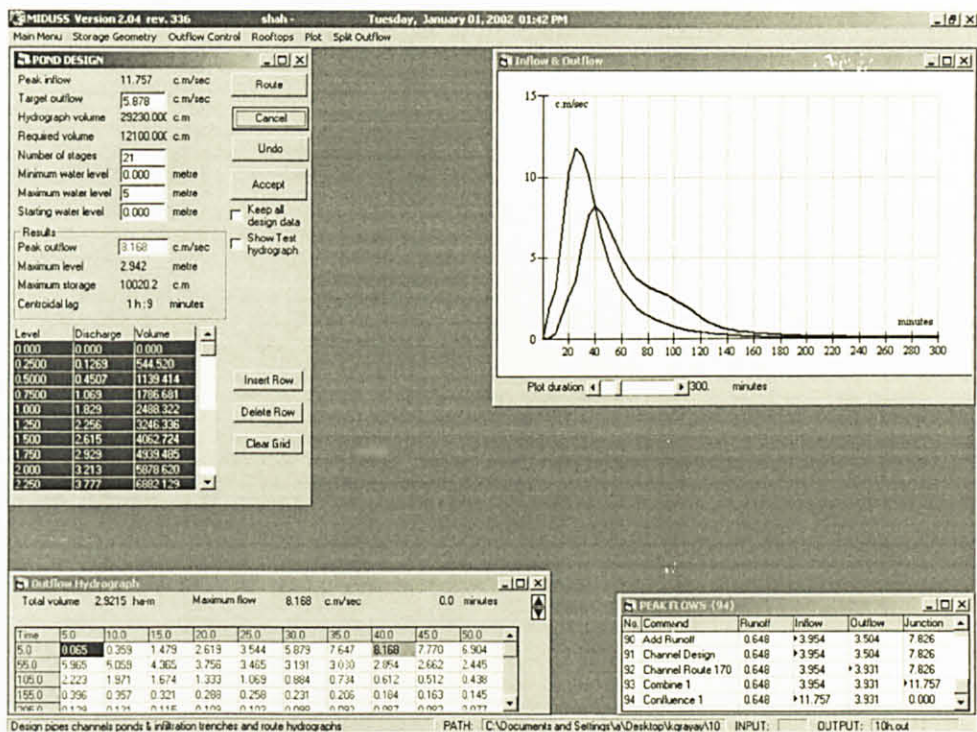 MIDUSS Version 2.04 rev. 336 shah - Tuesday, January 01, 2002 01:42 PM
Main Menu Storage Geometry Outflow Control Rooftops Plot Split Outflow
POND DESIGN
Peak inflow 11.757 c.m/sec
Target outflow 5.878 c.m/sec
Hydrograph volume 29230.000 c.m
Required volume 12100.000 c.m
Number of stages 21
Minimum water level 0.000 metre
Maximum water level 5 metre
Starting water level 0.000 metre
Results
Peak outflow 8.168 c.m/sec
Maximum level 2.942 metre
Maximum storage 10020.2 c.m
Centroidal lag 1 h : 9 minutes
Route
Cancel
Undo
Accept
Keep all design data
Show Test hydrograph
Level Discharge Volume
0.000 0.000 0.000
0.2500 0.1269 544.520
0.5000 0.4507 1139.414
0.7500 1.069 1786.681
1.000 1.829 2488.322
1.250 2.256 3246.336
1.500 2.615 4062.724
1.750 2.929 4939.485
2.000 3.213 5878.620
2.250 3.777 6882.129
Insert Row
Delete Row
Clear Grid
Inflow & Outflow
15
c.m/sec
10
5
minutes
0
20 40 60 80 100 120 140 160 180 200 220 240 260 280 300
Plot duration 300. minutes
Outflow Hydrograph
Total volume 2.9215 ha-m Maximum flow 8.168 c.m/sec 0.0 minutes
Time 5.0 10.0 15.0 20.0 25.0 30.0 35.0 40.0 45.0 50.0
5.0 0.065 0.359 1.479 2.619 3.544 5.879 7.647 8.168 7.770 6.904
55.0 5.965 5.059 4.365 3.756 3.465 3.191 3.030 2.854 2.662 2.445
105.0 2.223 1.971 1.674 1.333 1.069 0.884 0.734 0.612 0.512 0.438
155.0 0.396 0.357 0.321 0.288 0.258 0.231 0.206 0.184 0.163 0.145
PEAK FLOWS (94)
No. Command Runoff Inflow Outflow Junction
90 Add Runoff 0.648 3.954 3.504 7.826
91 Channel Design 0.648 3.954 3.504 7.826
92 Channel Route 170 0.648 3.954 3.931 7.826
93 Combine 1 0.648 3.954 3.931 11.757
94 Confluence 1 0.648 11.757 3.931 0.000
Design pipes channels ponds & infiltration trenches and route hydrographs PATH: C:\Documents and Settings\a\Desktop\kgrayay\10 INPUT: OUTPUT: 10h.out